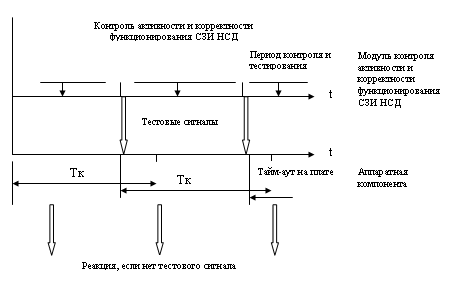 Контроль активности и корректности
функционирования СЗИ НСД
Период контроля и
тестирования
Модуль контроля
активности и
корректности
функционирования
СЗИ НСД
t
Тестовые сигналы
t
Тк
Тк
Тайм-аут на плате
Аппаратная
компонента
Реакция, если нет тестового сигнала